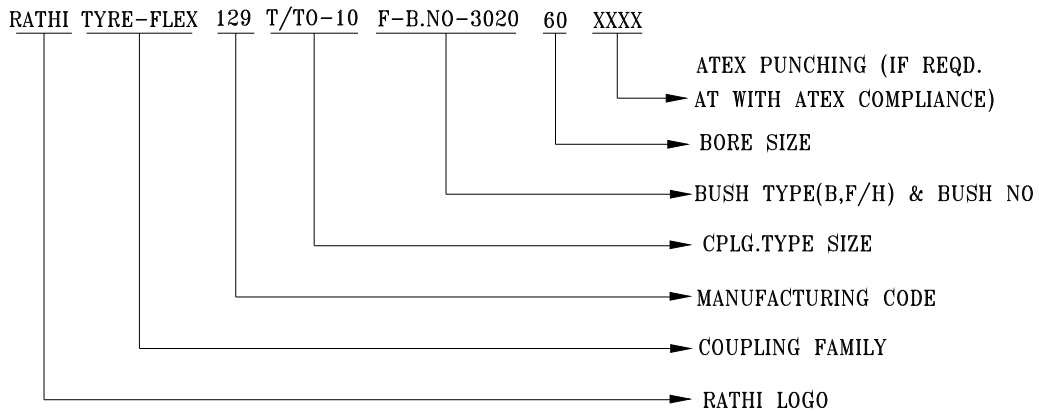 RATHI TYRE-FLEX 129 T/TO-10 F-B.NO-3020 60 XXXX
ATEX PUNCHING (IF REQD.
AT WITH ATEX COMPLIANCE)
BORE SIZE
BUSH TYPE(B,F/H) & BUSH NO
CPLG.TYPE SIZE
MANUFACTURING CODE
COUPLING FAMILY
RATHI LOGO